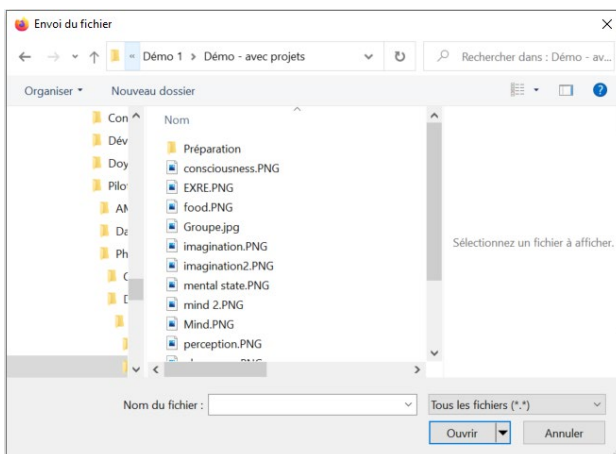 Envoi du fichier
« Démo 1 > Démo - avec projets
Rechercher dans : Démo - av...
Organiser
Nouveau dossier
Nom
Con
Dév
Doy
Pilo
AM
Da
Ph
Préparation
consciousness.PNG
EXRE.PNG
food.PNG
Groupe.jpg
imagination.PNG
imagination2.PNG
mental state.PNG
mind 2.PNG
Mind.PNG
perception.PNG
Sélectionnez un fichier à afficher.
Nom du fichier :
Tous les fichiers (*.*)
Ouvrir
Annuler